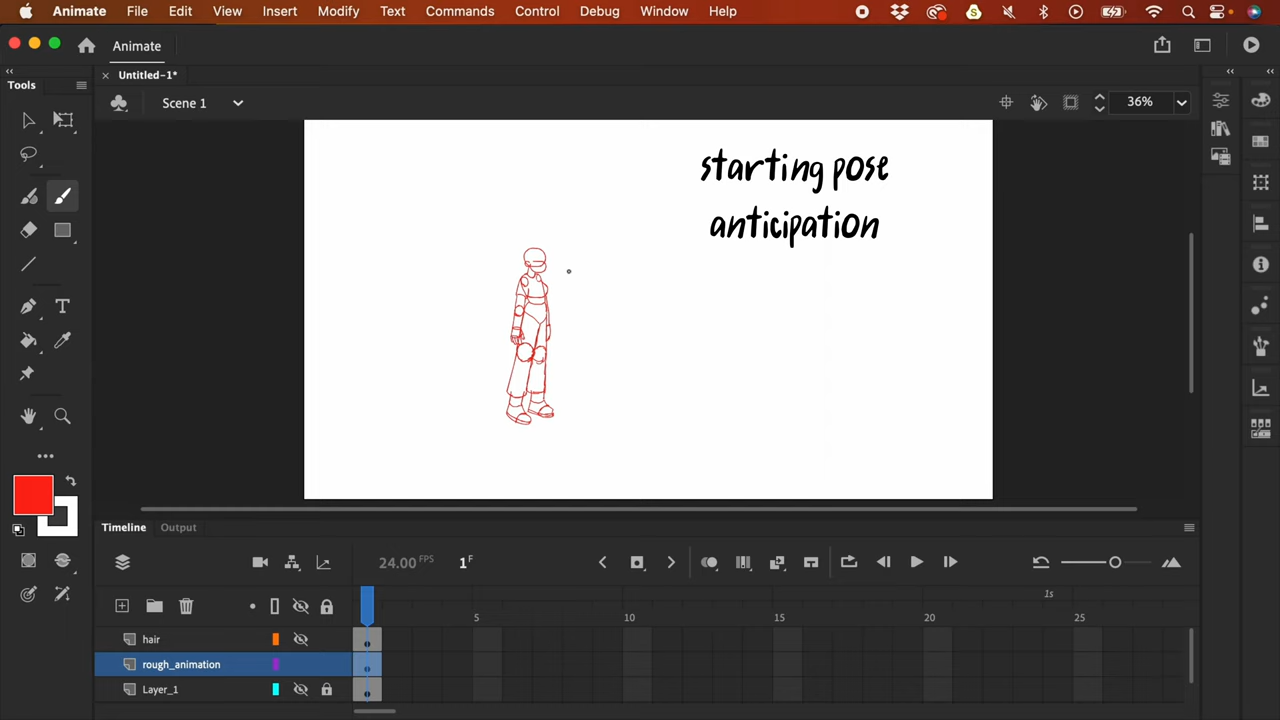 Animate File Edit View Insert Modify Text Commands Control Debug Window Help
Animate
Untitled-1*
Tools
Scene 1
36%
starting pose
anticipation
Timeline Output
24.00 FPS 1 F
1s
5 10 15 20 25
hair
rough_animation
Layer_1